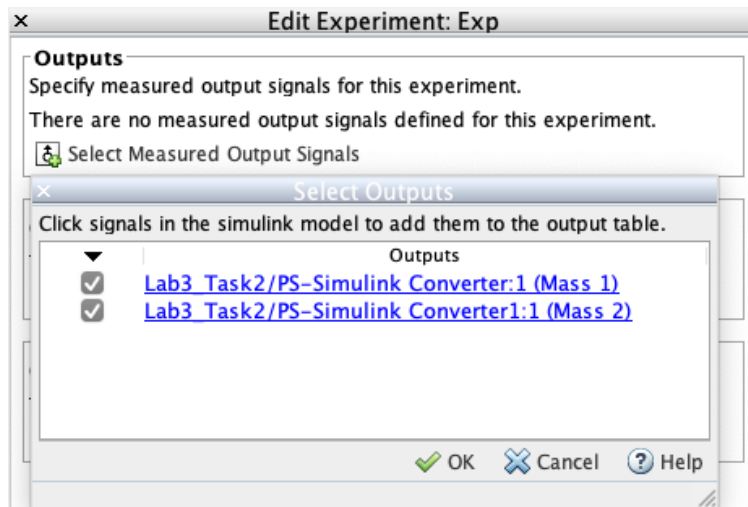 Edit Experiment: Exp
Outputs
Specify measured output signals for this experiment.
There are no measured output signals defined for this experiment.
Select Measured Output Signals
Select Outputs
Click signals in the simulink model to add them to the output table.
Outputs
Lab3_Task2/PS-Simulink Converter:1 (Mass 1)
Lab3_Task2/PS-Simulink Converter1:1 (Mass 2)
OK Cancel Help